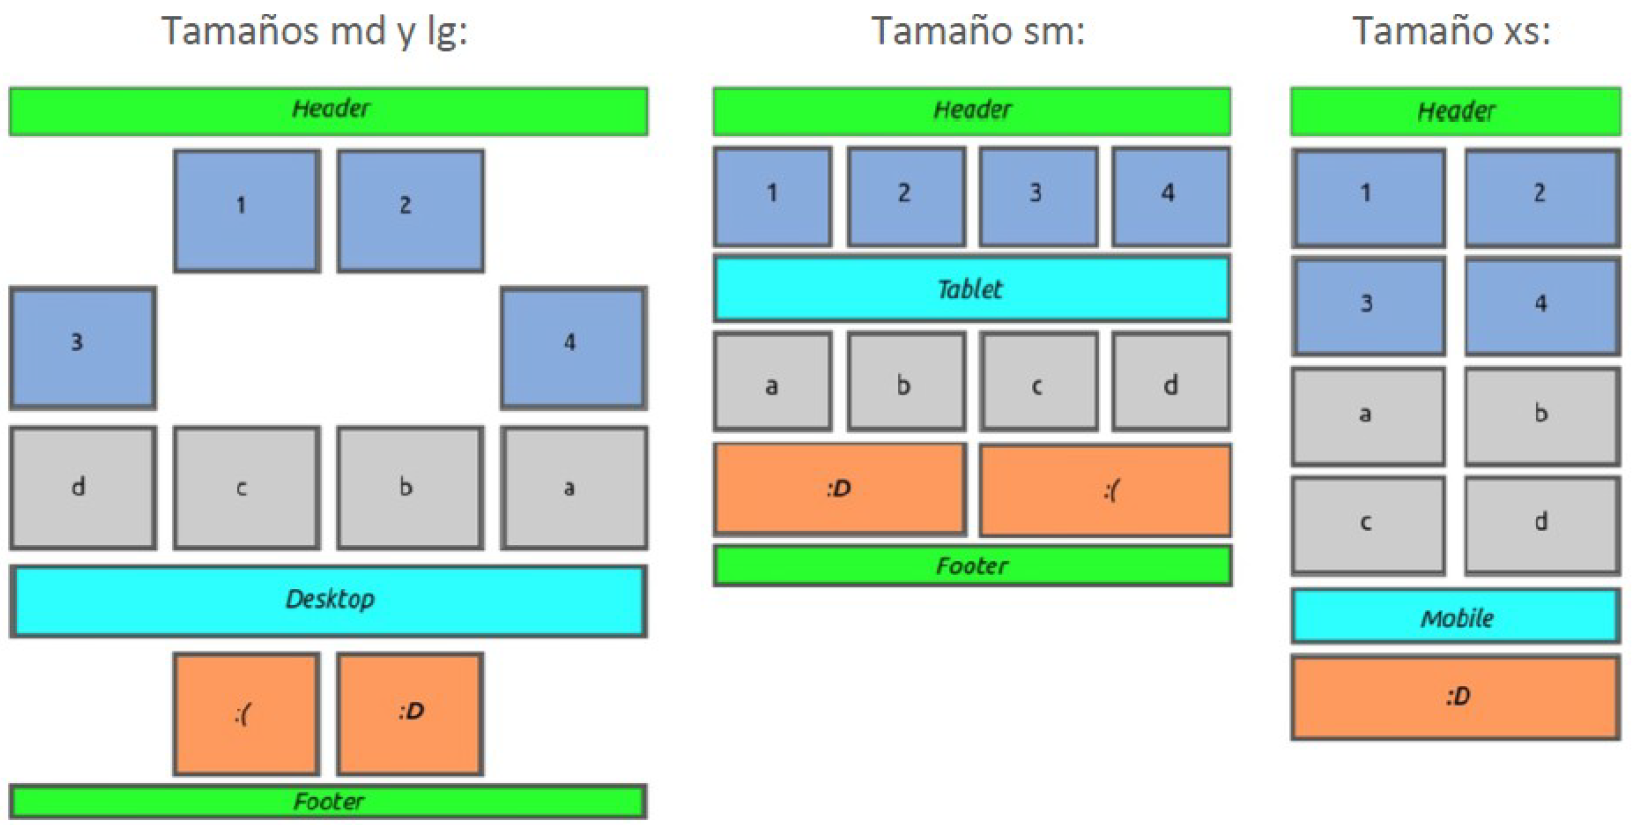 Tamaños md y lg:
Header
1 2
3 4
d c b a
Desktop
:( :D
Footer
Tamaño sm:
Header
1 2 3 4
Tablet
a b c d
:D :(
Footer
Tamaño xs:
Header
1 2
3 4
a b
c d
Mobile
:D